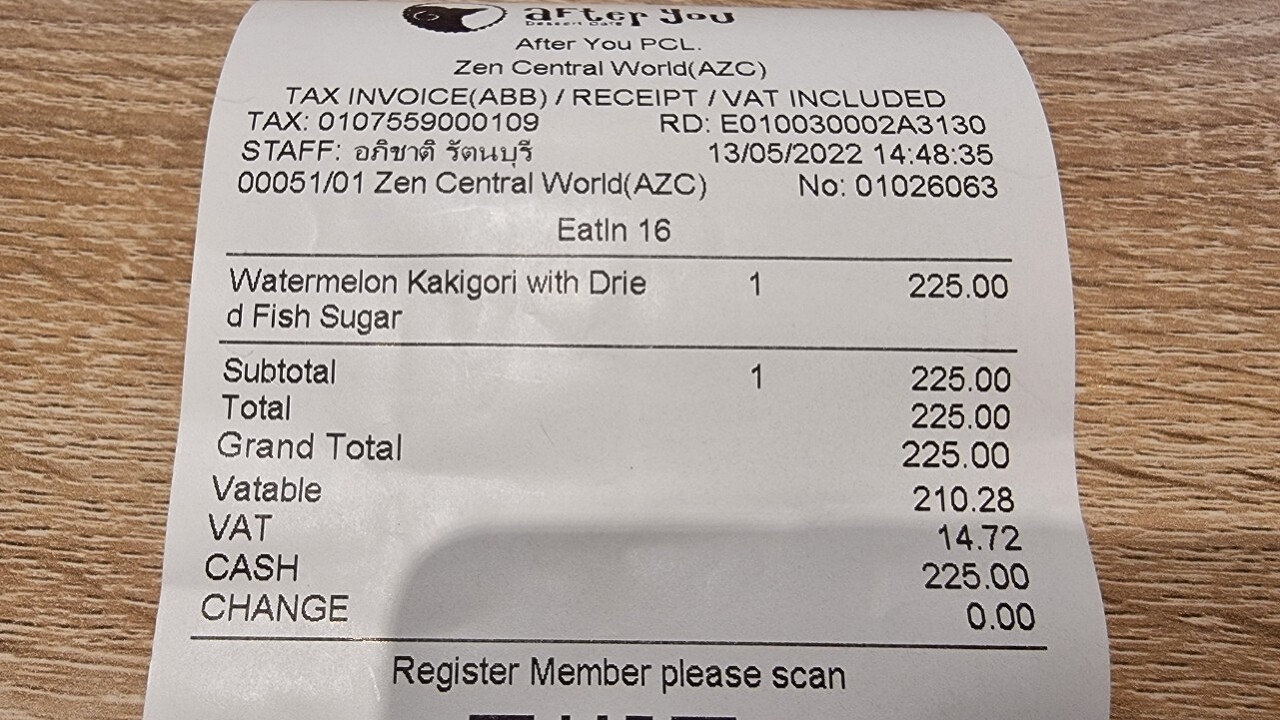 after you
Dessert Cafe
After You PCL.
Zen Central World(AZC)
TAX INVOICE(ABB) / RECEIPT / VAT INCLUDED
TAX: 0107559000109 RD: E010030002A3130
STAFF: อภิชาติ รัตนบุรี 13/05/2022 14:48:35
00051/01 Zen Central World(AZC) No: 01026063
EatIn 16
Watermelon Kakigori with Drie 1 225.00
d Fish Sugar
Subtotal 1 225.00
Total 225.00
Grand Total 225.00
Vatable 210.28
VAT 14.72
CASH 225.00
CHANGE 0.00
Register Member please scan